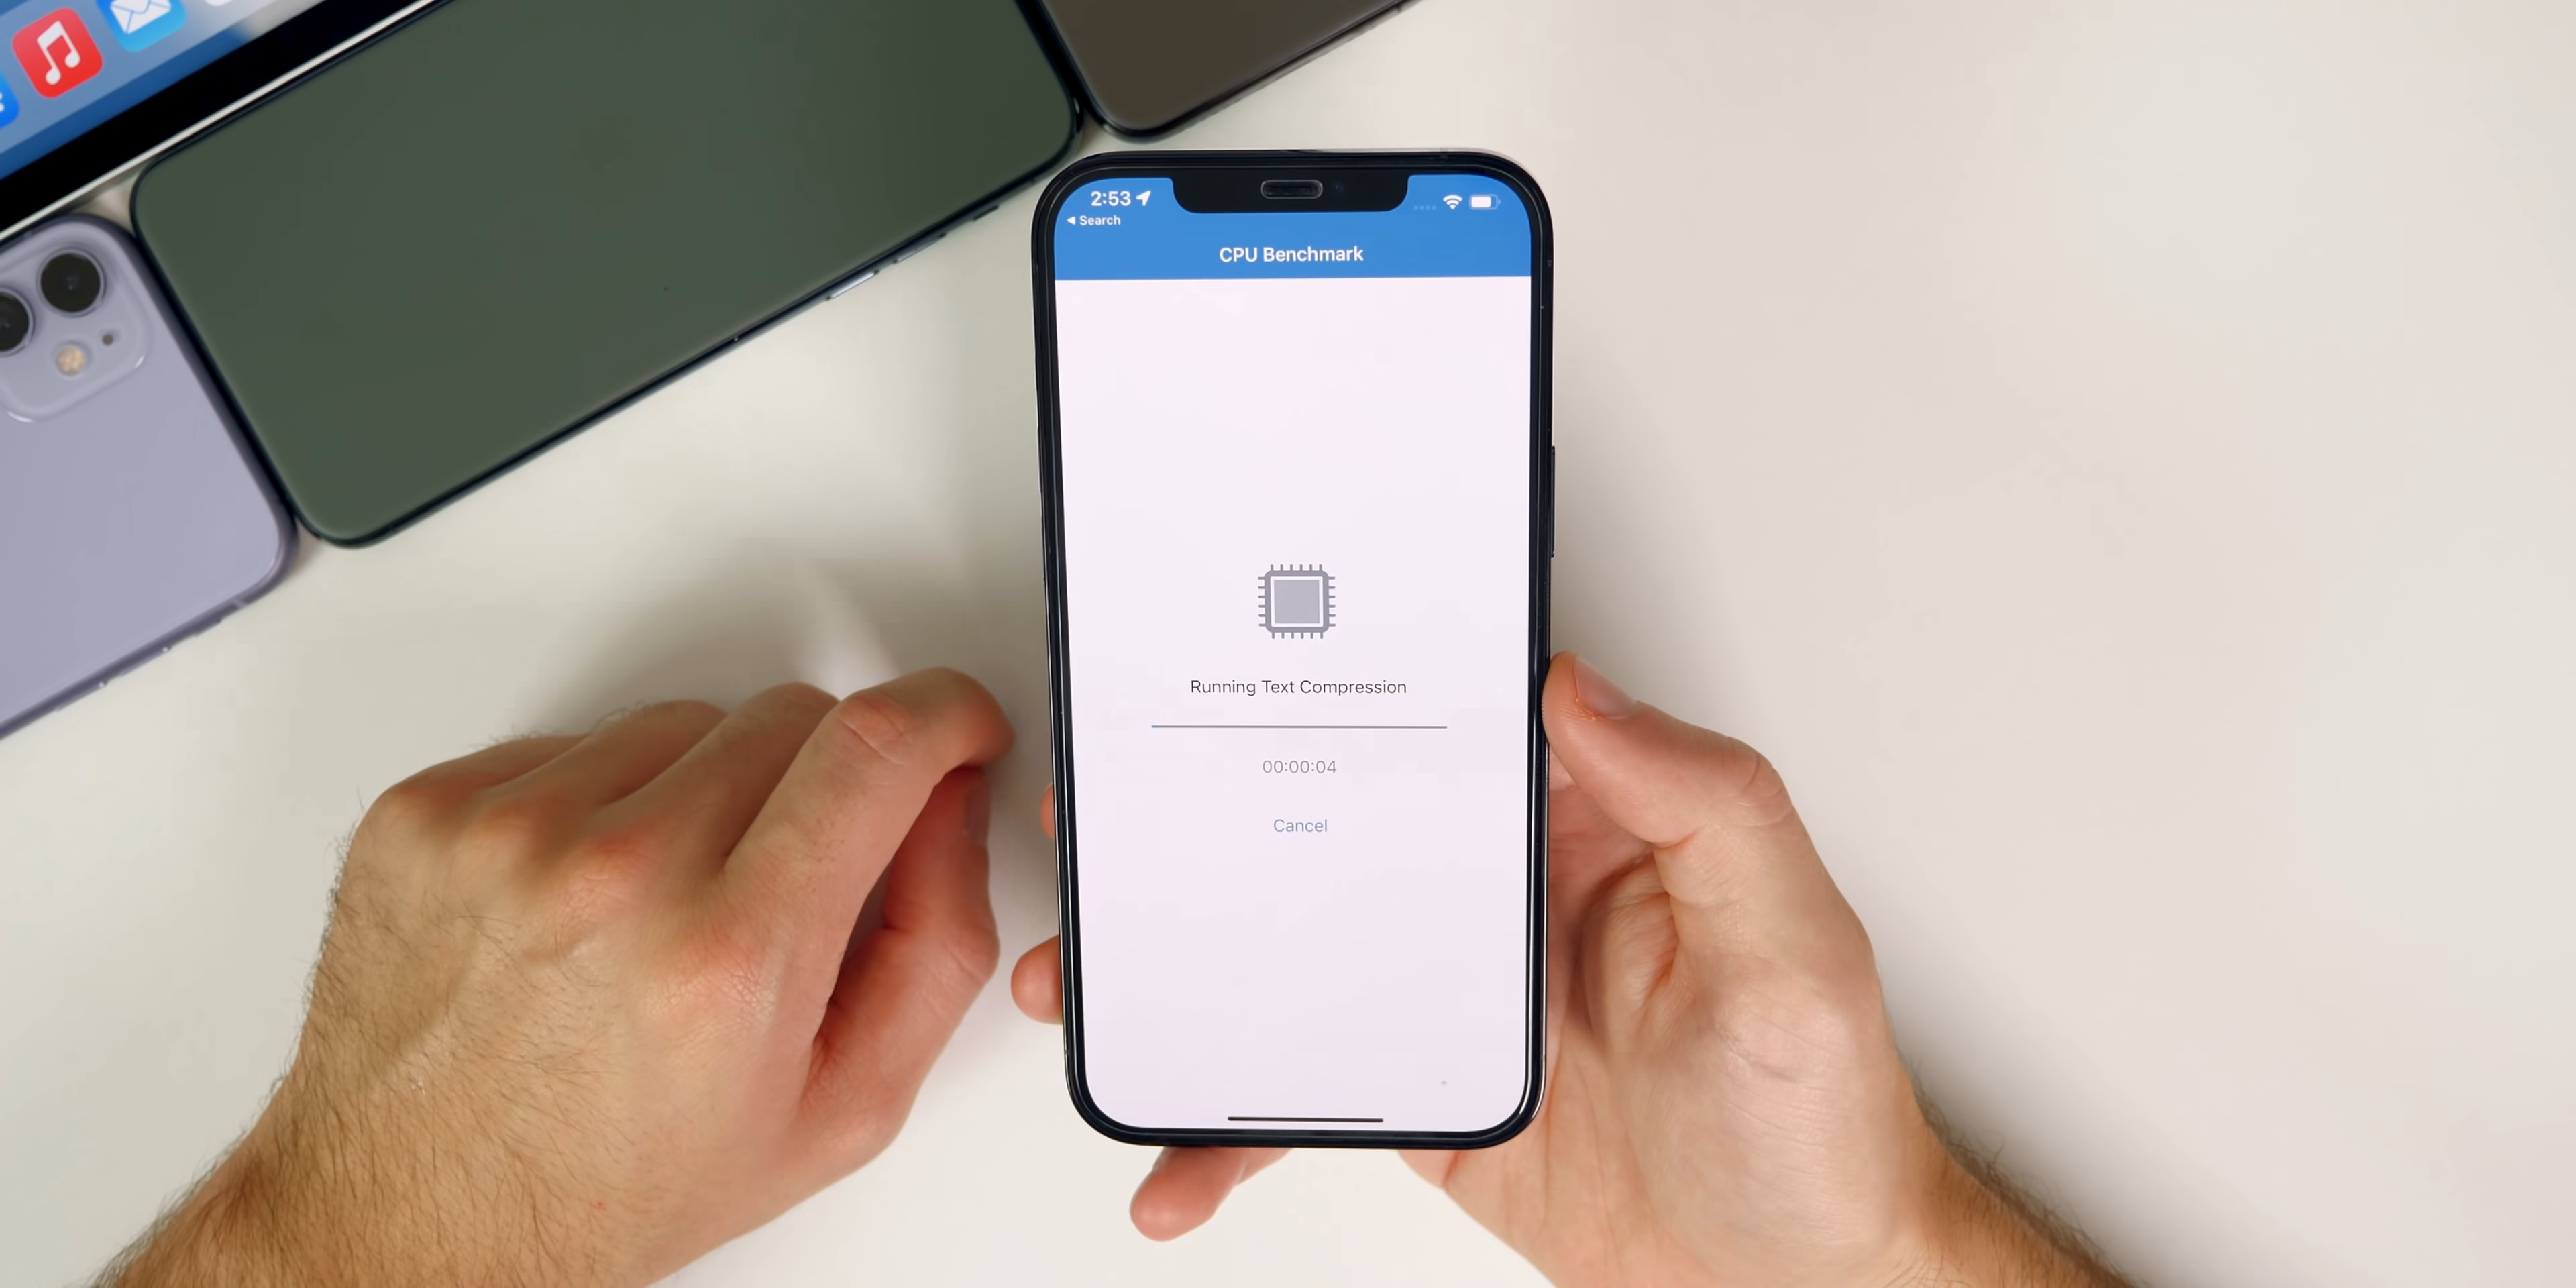 2:53
◀ Search
CPU Benchmark
Running Text Compression
00:00:04
Cancel